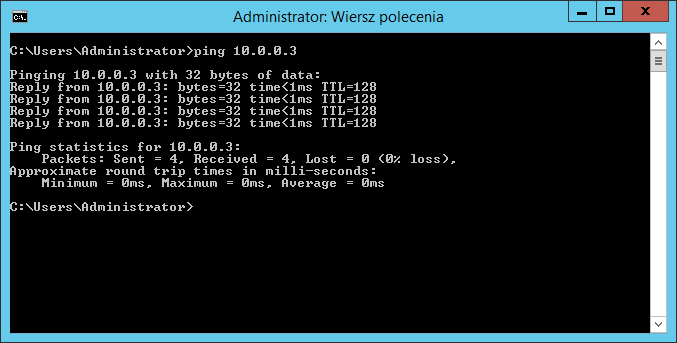 Administrator: Wiersz polecenia
C:\Users\Administrator>ping 10.0.0.3
Pinging 10.0.0.3 with 32 bytes of data:
Reply from 10.0.0.3: bytes=32 time<1ms TTL=128
Reply from 10.0.0.3: bytes=32 time<1ms TTL=128
Reply from 10.0.0.3: bytes=32 time<1ms TTL=128
Reply from 10.0.0.3: bytes=32 time<1ms TTL=128
Ping statistics for 10.0.0.3:
    Packets: Sent = 4, Received = 4, Lost = 0 (0% loss),
Approximate round trip times in milli-seconds:
    Minimum = 0ms, Maximum = 0ms, Average = 0ms
C:\Users\Administrator>